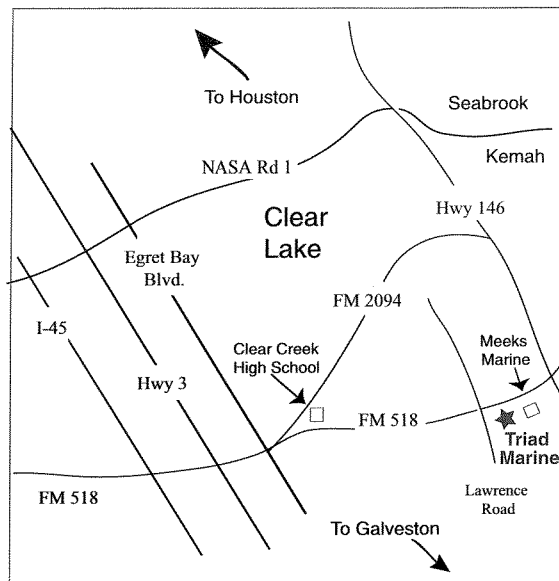 To Houston
Seabrook
Kemah
NASA Rd 1
Hwy 146
Clear
Lake
Egret Bay
Blvd.
FM 2094
I-45
Clear Creek
High School
Meeks
Marine
Hwy 3
FM 518
Triad
Marine
FM 518
Lawrence
Road
To Galveston